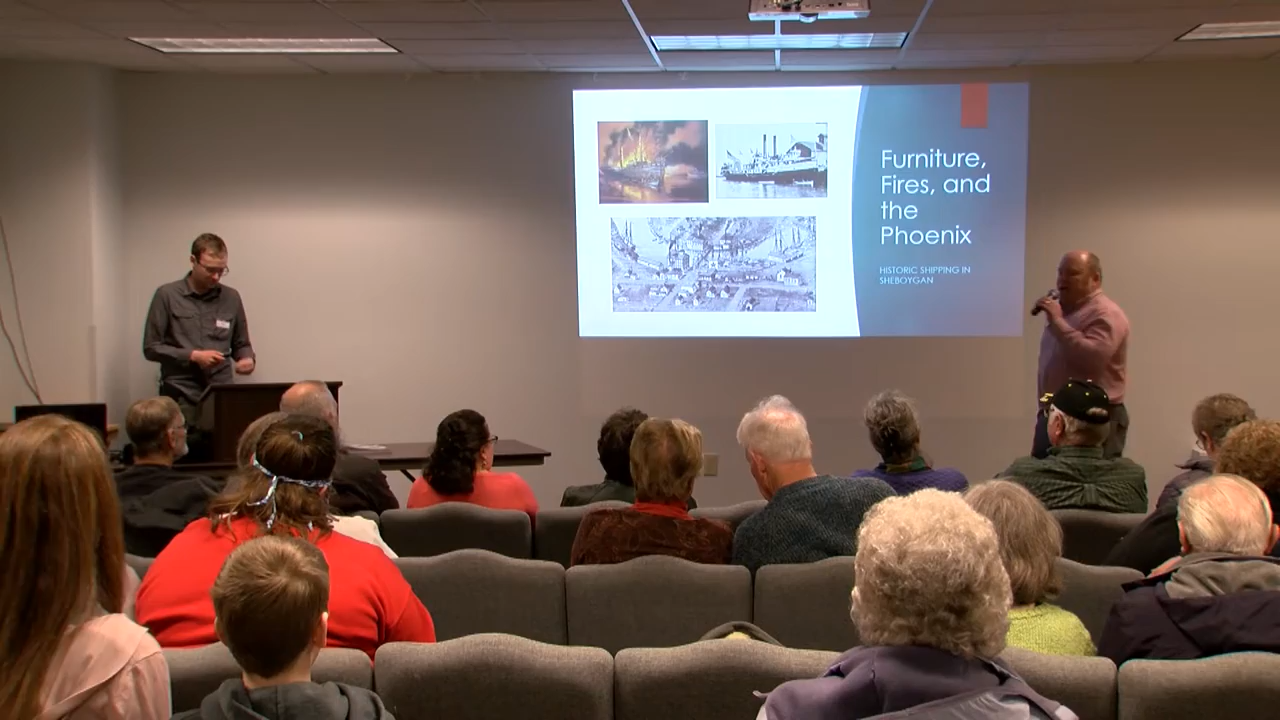 Furniture,
Fires, and
the
Phoenix
HISTORIC SHIPPING IN
SHEBOYGAN